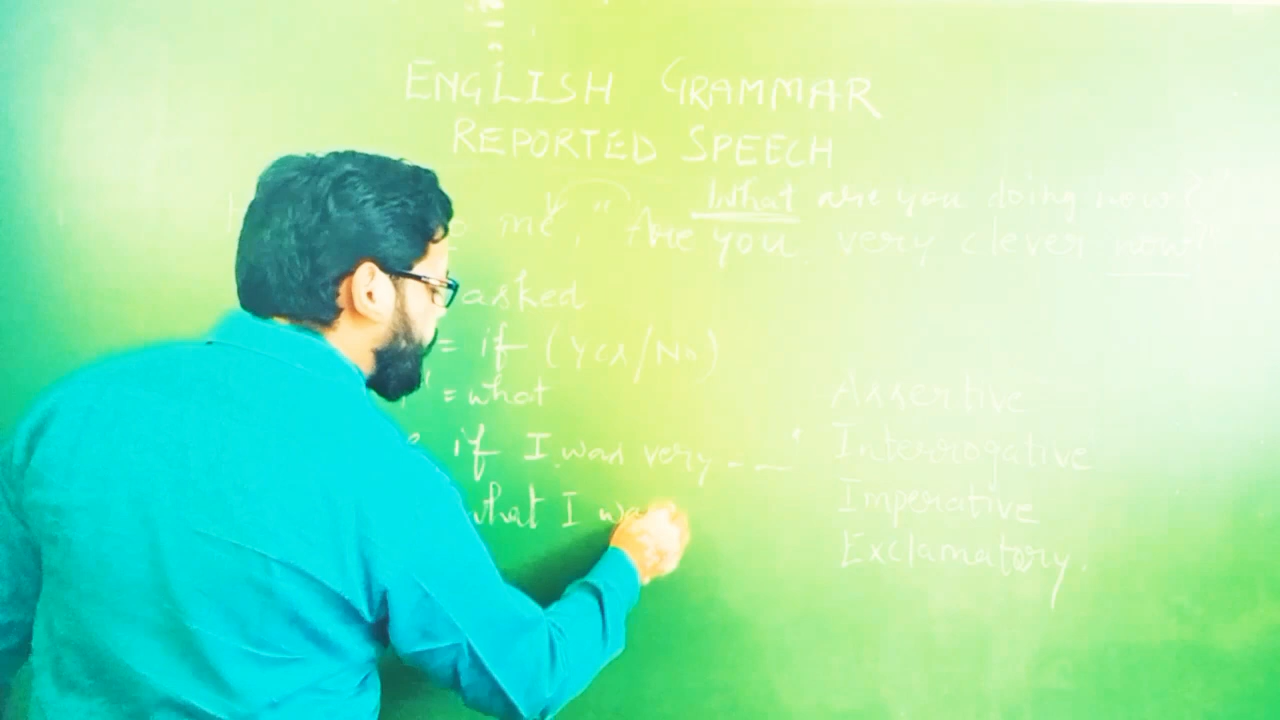 ENGLISH GRAMMAR
REPORTED SPEECH
What are you doing now?"
me, "Are you very clever now"
asked
= if (Yes/No)
= what
if I was very - -
what I wa
Assertive
Interrogative
Imperative
Exclamatory.